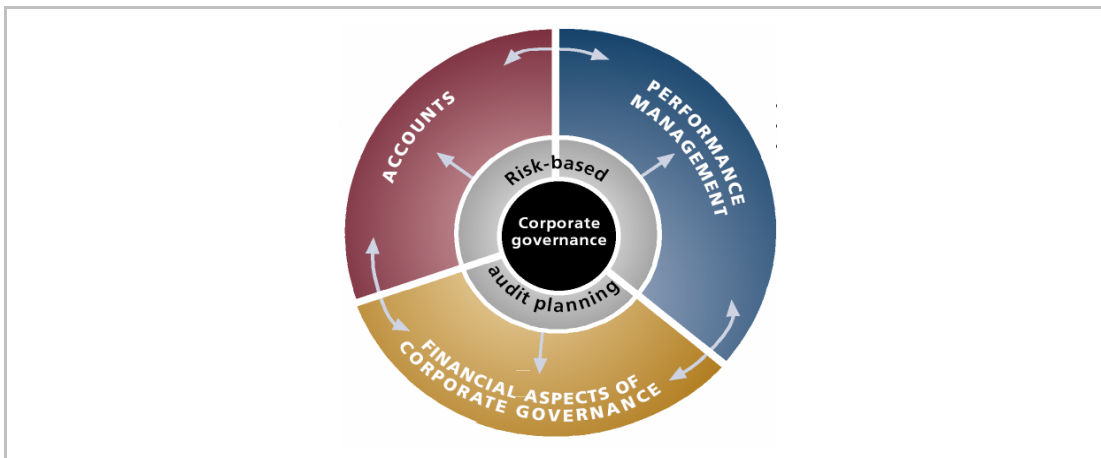 ACCOUNTS
PERFORMANCE
MANAGEMENT
Risk-based
Corporate
governance
audit planning
FINANCIAL ASPECTS OF
CORPORATE GOVERNANCE